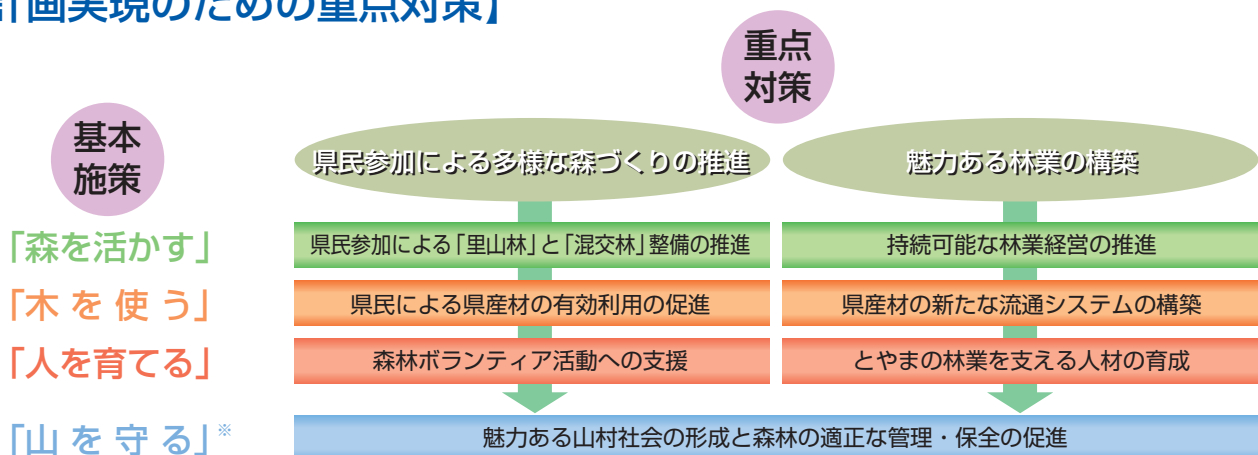 計画実現のための重点対策】
重点
対策
基本
施策
県民参加による多様な森づくりの推進
魅力ある林業の構築
「森を活かす」
県民参加による「里山林」と「混交林」整備の推進
持続可能な林業経営の推進
「木を使う」
県民による県産材の有効利用の促進
県産材の新たな流通システムの構築
「人を育てる」
森林ボランティア活動への支援
とやまの林業を支える人材の育成
「山を守る」※
魅力ある山村社会の形成と森林の適正な管理・保全の促進